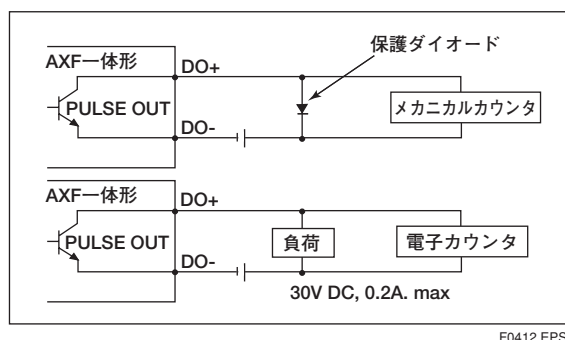 保護ダイオード
AXF一体形
DO+
PULSE OUT
メカニカルカウンタ
DO-
AXF一体形
DO+
PULSE OUT
負荷
電子カウンタ
DO-
30V DC, 0.2A. max
F0412.EPS